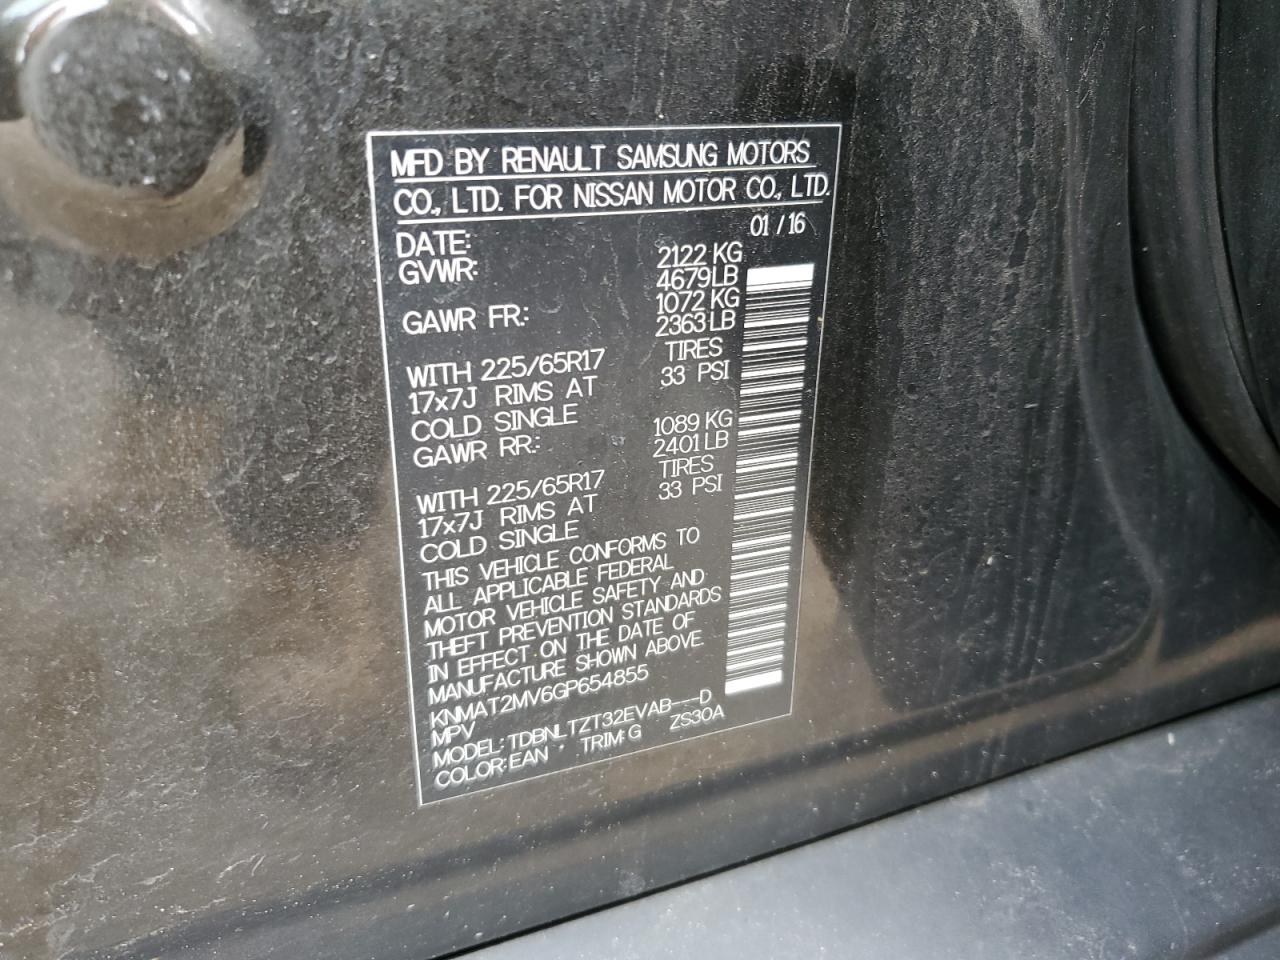 MFD BY RENAULT SAMSUNG MOTORS
CO., LTD. FOR NISSAN MOTOR CO., LTD.
DATE: 01 / 16
GVWR: 2122 KG
4679 LB
GAWR FR: 1072 KG
2363 LB
WITH 225/65R17 TIRES
17x7J RIMS AT 33 PSI
COLD SINGLE
GAWR RR: 1089 KG
2401 LB
WITH 225/65R17 TIRES
17x7J RIMS AT 33 PSI
COLD SINGLE
THIS VEHICLE CONFORMS TO
ALL APPLICABLE FEDERAL
MOTOR VEHICLE SAFETY AND
THEFT PREVENTION STANDARDS
IN EFFECT ON THE DATE OF
MANUFACTURE SHOWN ABOVE.
KNMAT2MV6GP654855
MPV
MODEL: TDBNLTZT32EVAB---D
COLOR: EAN TRIM: G ZS30A